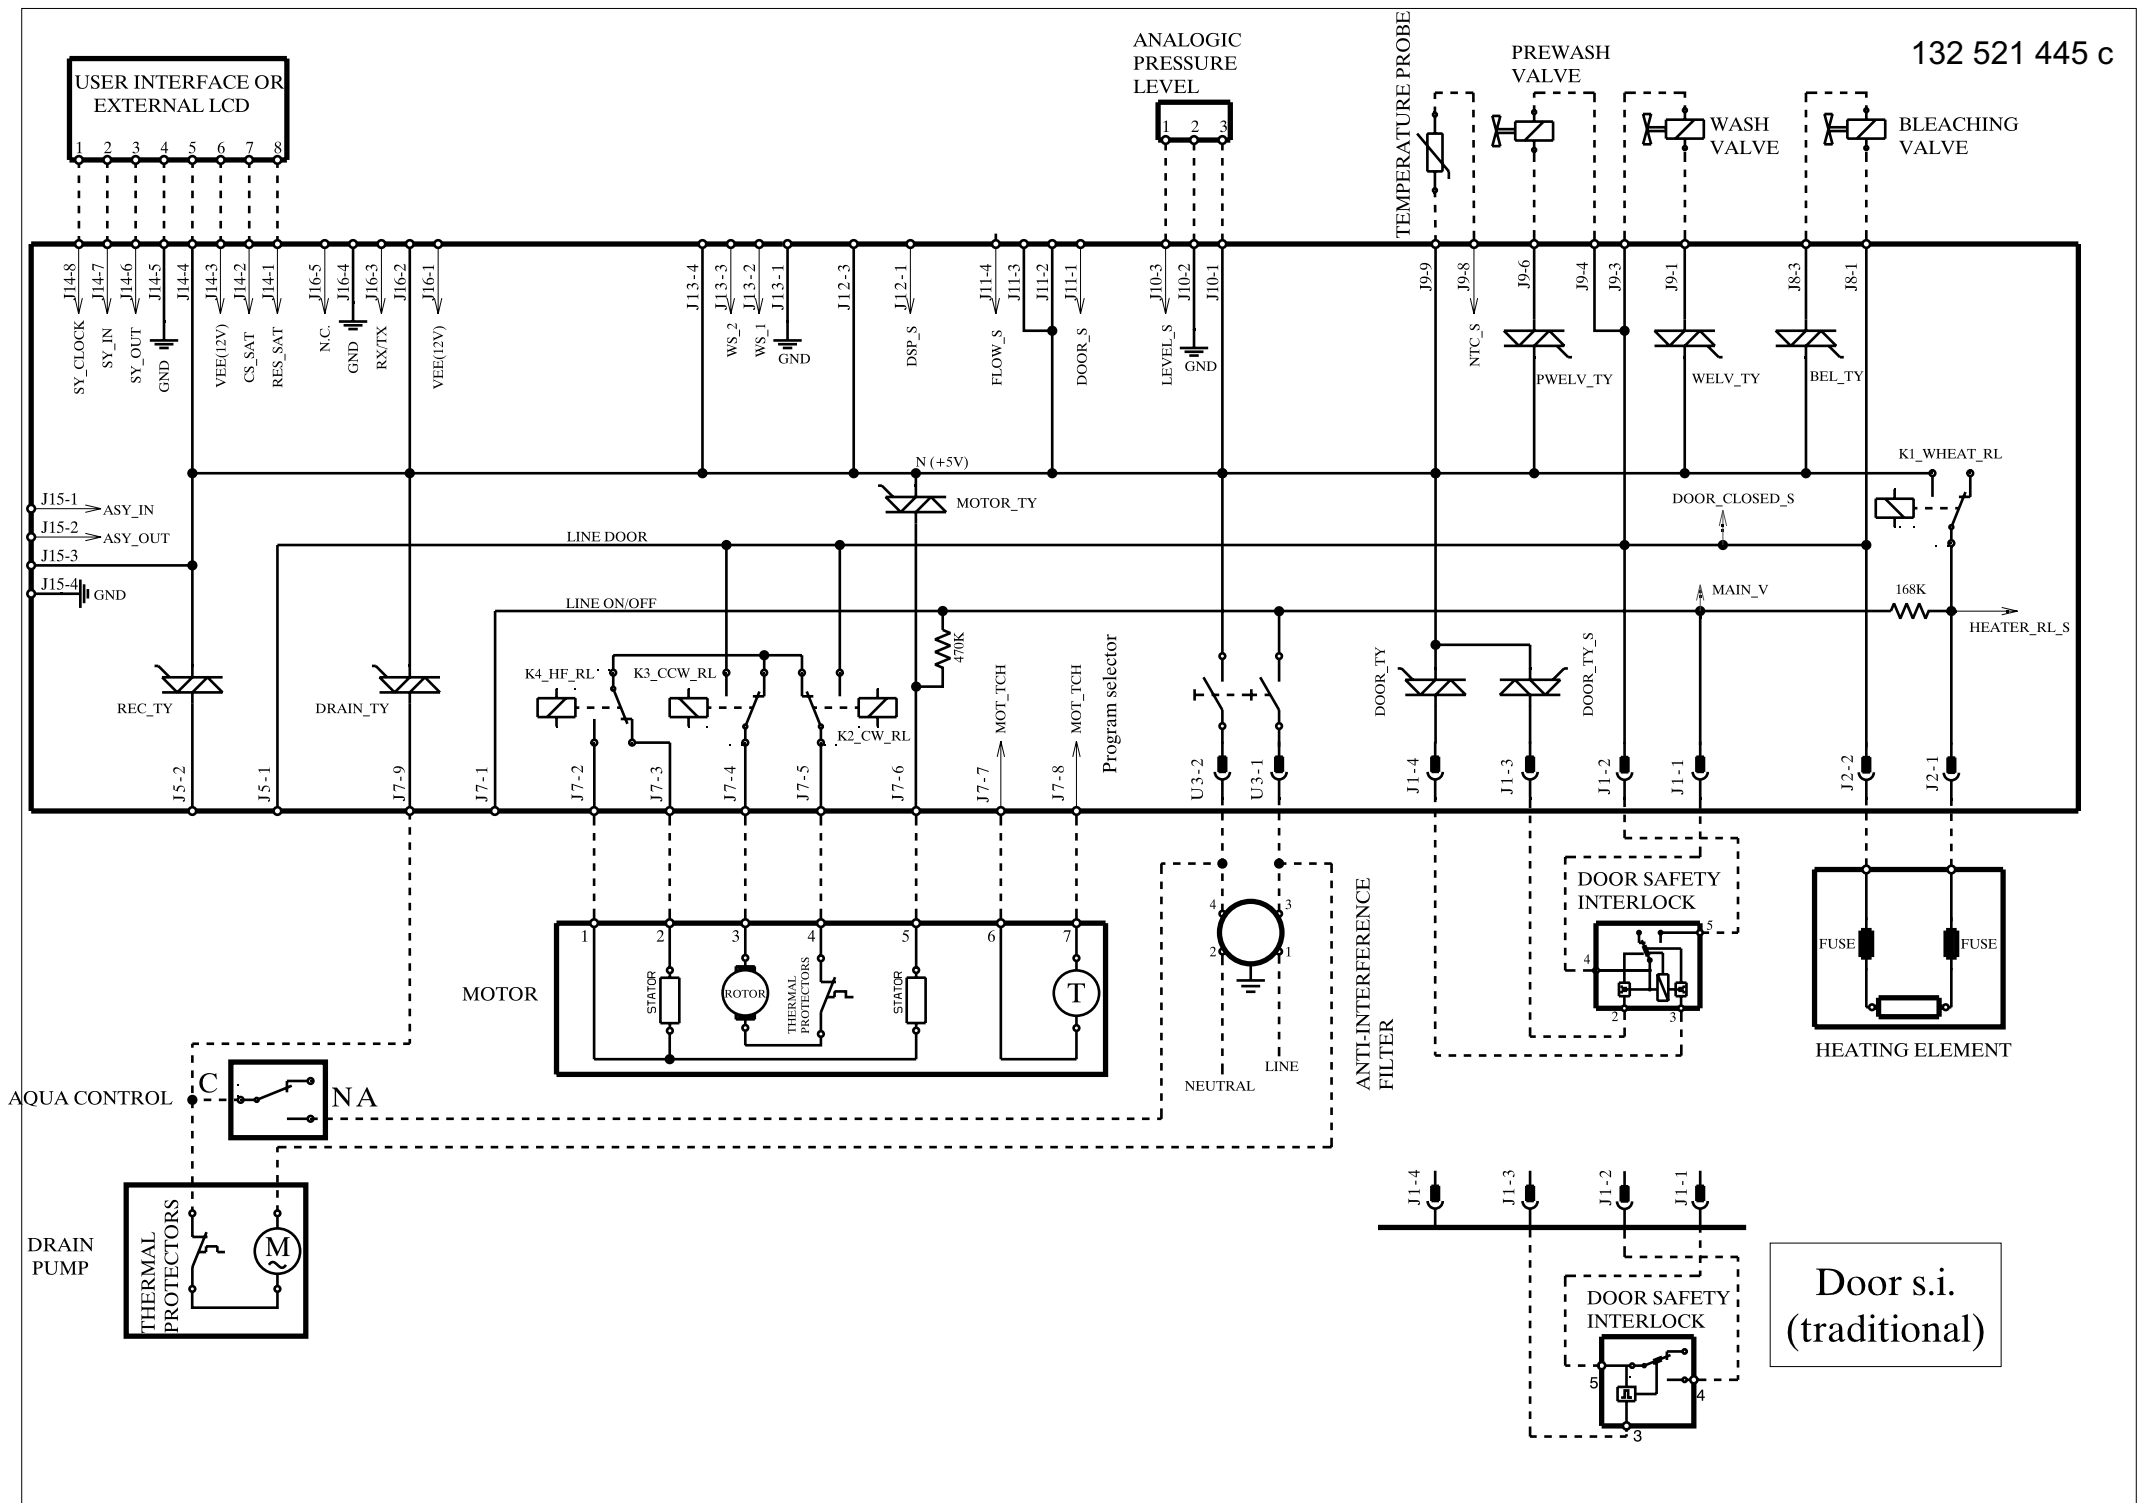 132 521 445 c
USER INTERFACE OR
EXTERNAL LCD
1 2 3 4 5 6 7 8
ANALOGIC
PRESSURE
LEVEL
1 2 3
TEMPERATURE PROBE
PREWASH
VALVE
WASH
VALVE
BLEACHING
VALVE
J14-8
J14-7
J14-6
J14-5
J14-4
J14-3
J14-2
J14-1
J16-5
J16-4
J16-3
J16-2
J16-1
J13-4
J13-3
J13-2
J13-1
J12-3
J12-1
J11-4
J11-3
J11-2
J11-1
J10-3
J10-2
J10-1
J9-9
J9-8
J9-6
J9-4
J9-3
J9-1
J8-3
J8-1
SY_CLOCK
SY_IN
SY_OUT
GND
VEE(12V)
CS_SAT
RES_SAT
N.C.
GND
RX/TX
VEE(12V)
WS_2
WS_1
GND
DSP_S
FLOW_S
DOOR_S
LEVEL_S
GND
NTC_S
PWELV_TY
WELV_TY
BEL_TY
N (+5V)
K1_WHEAT_RL
J15-1
ASY_IN
J15-2
ASY_OUT
J15-3
J15-4
GND
MOTOR_TY
DOOR_CLOSED_S
LINE DOOR
LINE ON/OFF
MAIN_V
168K
HEATER_RL_S
470K
REC_TY
DRAIN_TY
K4_HF_RL
K3_CCW_RL
K2_CW_RL
MOT_TCH
MOT_TCH
Program selector
DOOR_TY
DOOR_TY_S
J5-2
J5-1
J7-9
J7-1
J7-2
J7-3
J7-4
J7-5
J7-6
J7-7
J7-8
U3-2
U3-1
J1-4
J1-3
J1-2
J1-1
J2-2
J2-1
MOTOR
1 2 3 4 5 6 7
STATOR
ROTOR
THERMAL
PROTECTORS
STATOR
T
4 3
2 1
NEUTRAL
LINE
ANTI-INTERFERENCE
FILTER
DOOR SAFETY
INTERLOCK
5
4
2 3
FUSE
FUSE
HEATING ELEMENT
AQUA CONTROL
C
NA
DRAIN
PUMP
THERMAL
PROTECTORS
M
J1-4
J1-3
J1-2
J1-1
DOOR SAFETY
INTERLOCK
5
4
3
Door s.i.
(traditional)